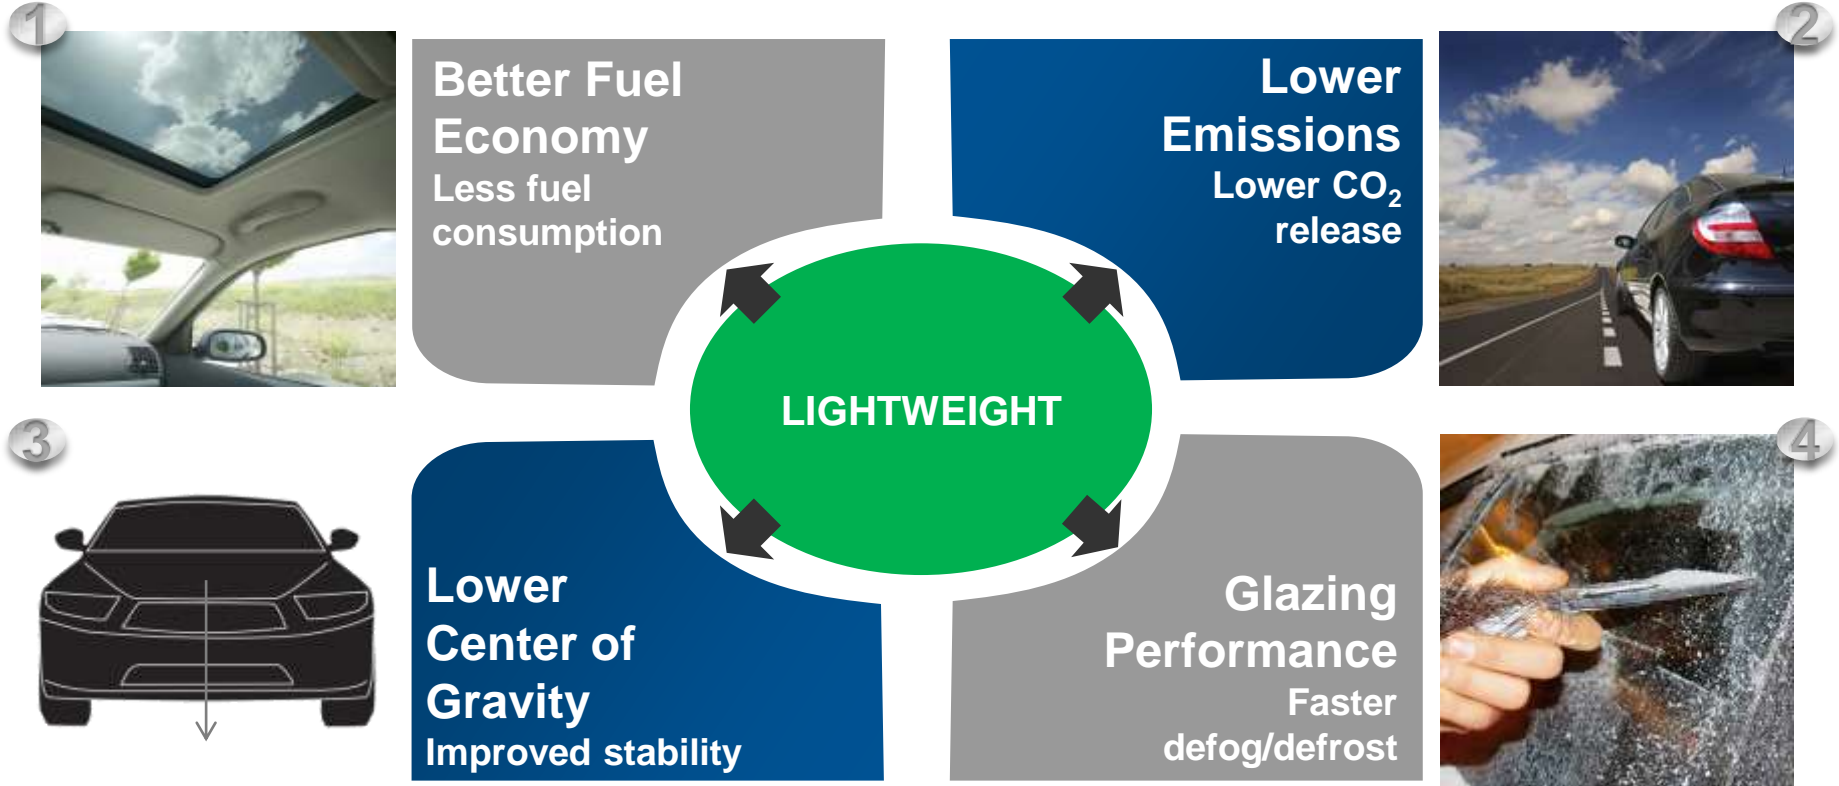 1
Better Fuel
Economy
Less fuel
consumption
Lower
Emissions
Lower CO₂
release
2
LIGHTWEIGHT
3
Lower
Center of
Gravity
Improved stability
Glazing
Performance
Faster
defog/defrost
4